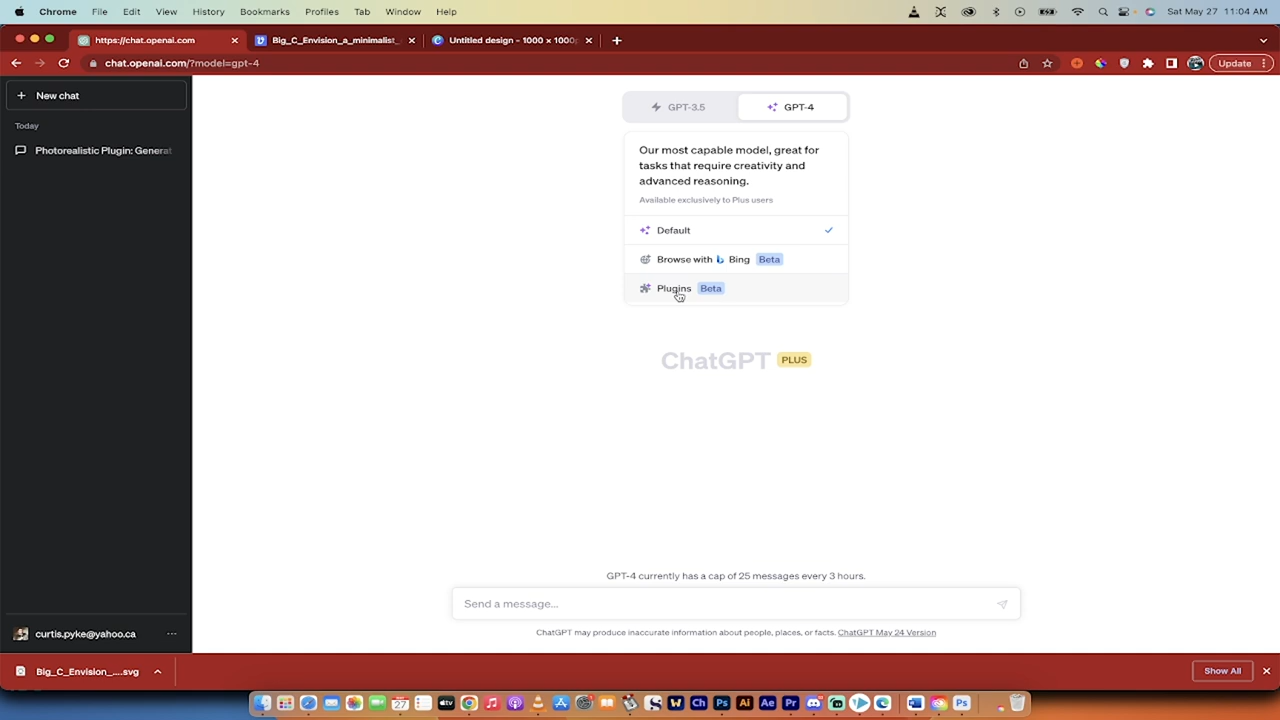 Chrome File Edit View History Bookmarks Profiles Tab Window Help Sat May 27 11:04 AM
https://chat.openai.com Big_C_Envision_a_minimalist_ Untitled design – 1000 × 1000p
chat.openai.com/?model=gpt-4 Update
New chat
Today
Photorealistic Plugin: Generat
GPT-3.5 GPT-4
Our most capable model, great for
tasks that require creativity and
advanced reasoning.
Available exclusively to Plus users
Default
Browse with Bing Beta
Plugins Beta
ChatGPT PLUS
GPT-4 currently has a cap of 25 messages every 3 hours.
Send a message...
ChatGPT may produce inaccurate information about people, places, or facts. ChatGPT May 24 Version
curtis.pyke@yahoo.ca
Big_C_Envision_....svg Show All